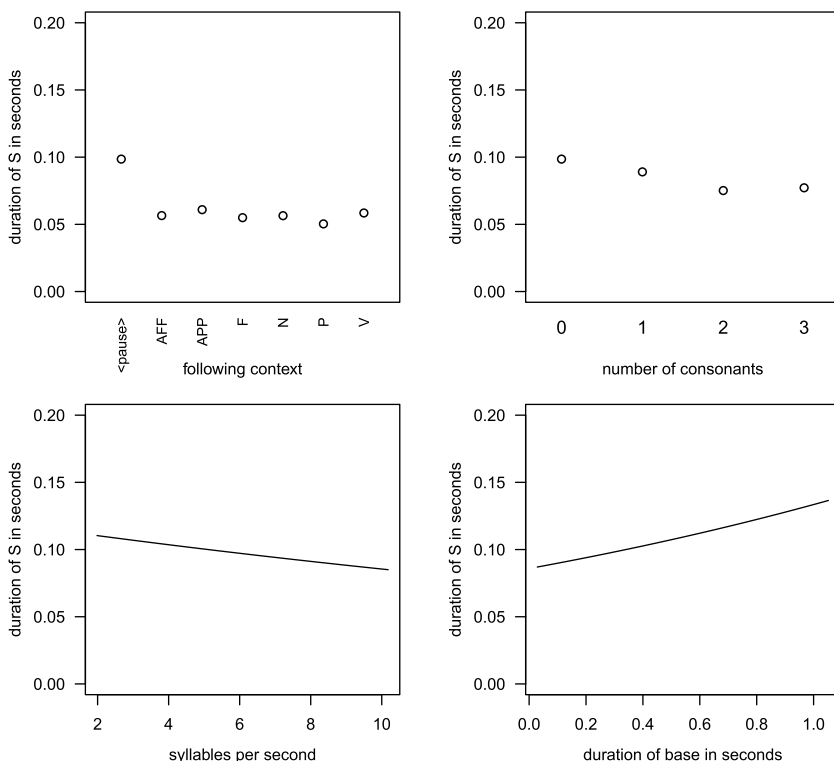 duration of S in seconds
0.20
0.15
0.10
0.05
0.00
<pause>
AFF
APP
F
N
P
V
following context
duration of S in seconds
0.20
0.15
0.10
0.05
0.00
0 1 2 3
number of consonants
duration of S in seconds
0.20
0.15
0.10
0.05
0.00
2 4 6 8 10
syllables per second
duration of S in seconds
0.20
0.15
0.10
0.05
0.00
0.0 0.2 0.4 0.6 0.8 1.0
duration of base in seconds